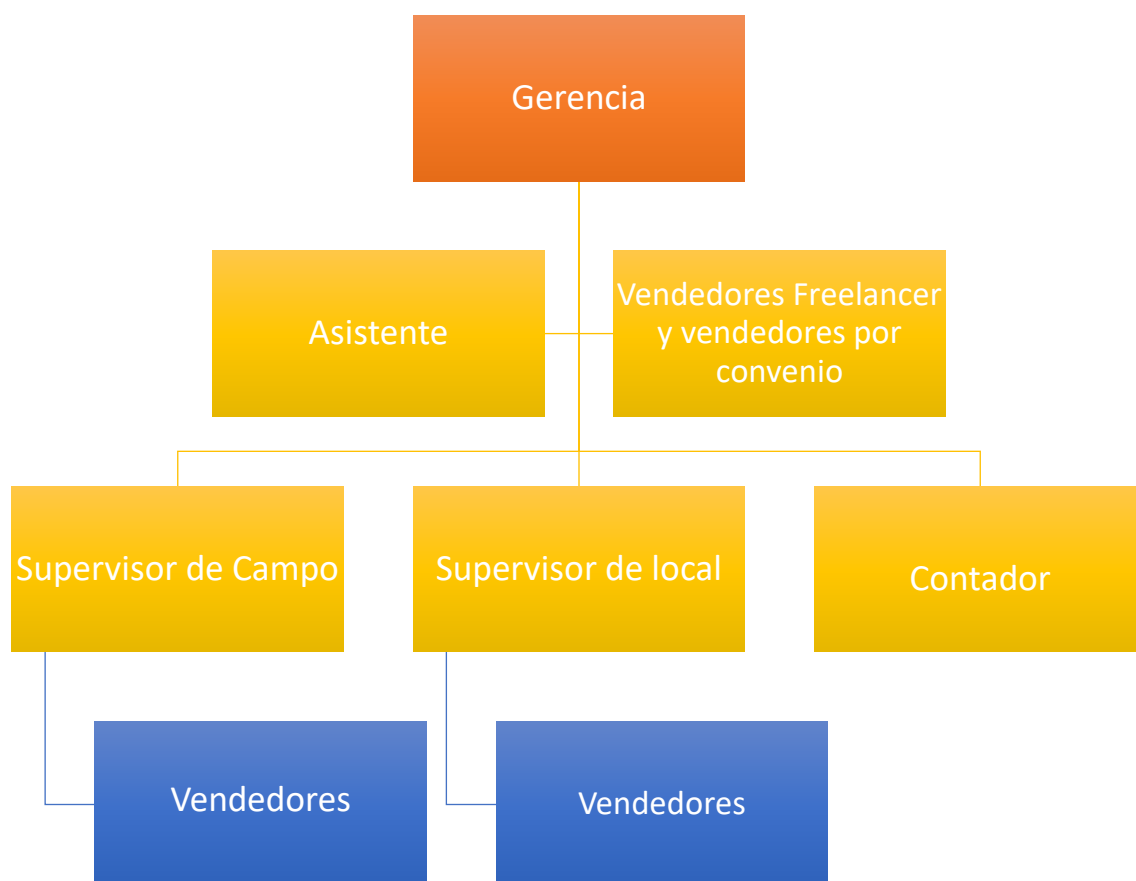 Gerencia
Asistente
Vendedores Freelancer
y vendedores por
convenio
Supervisor de Campo
Supervisor de local
Contador
Vendedores
Vendedores